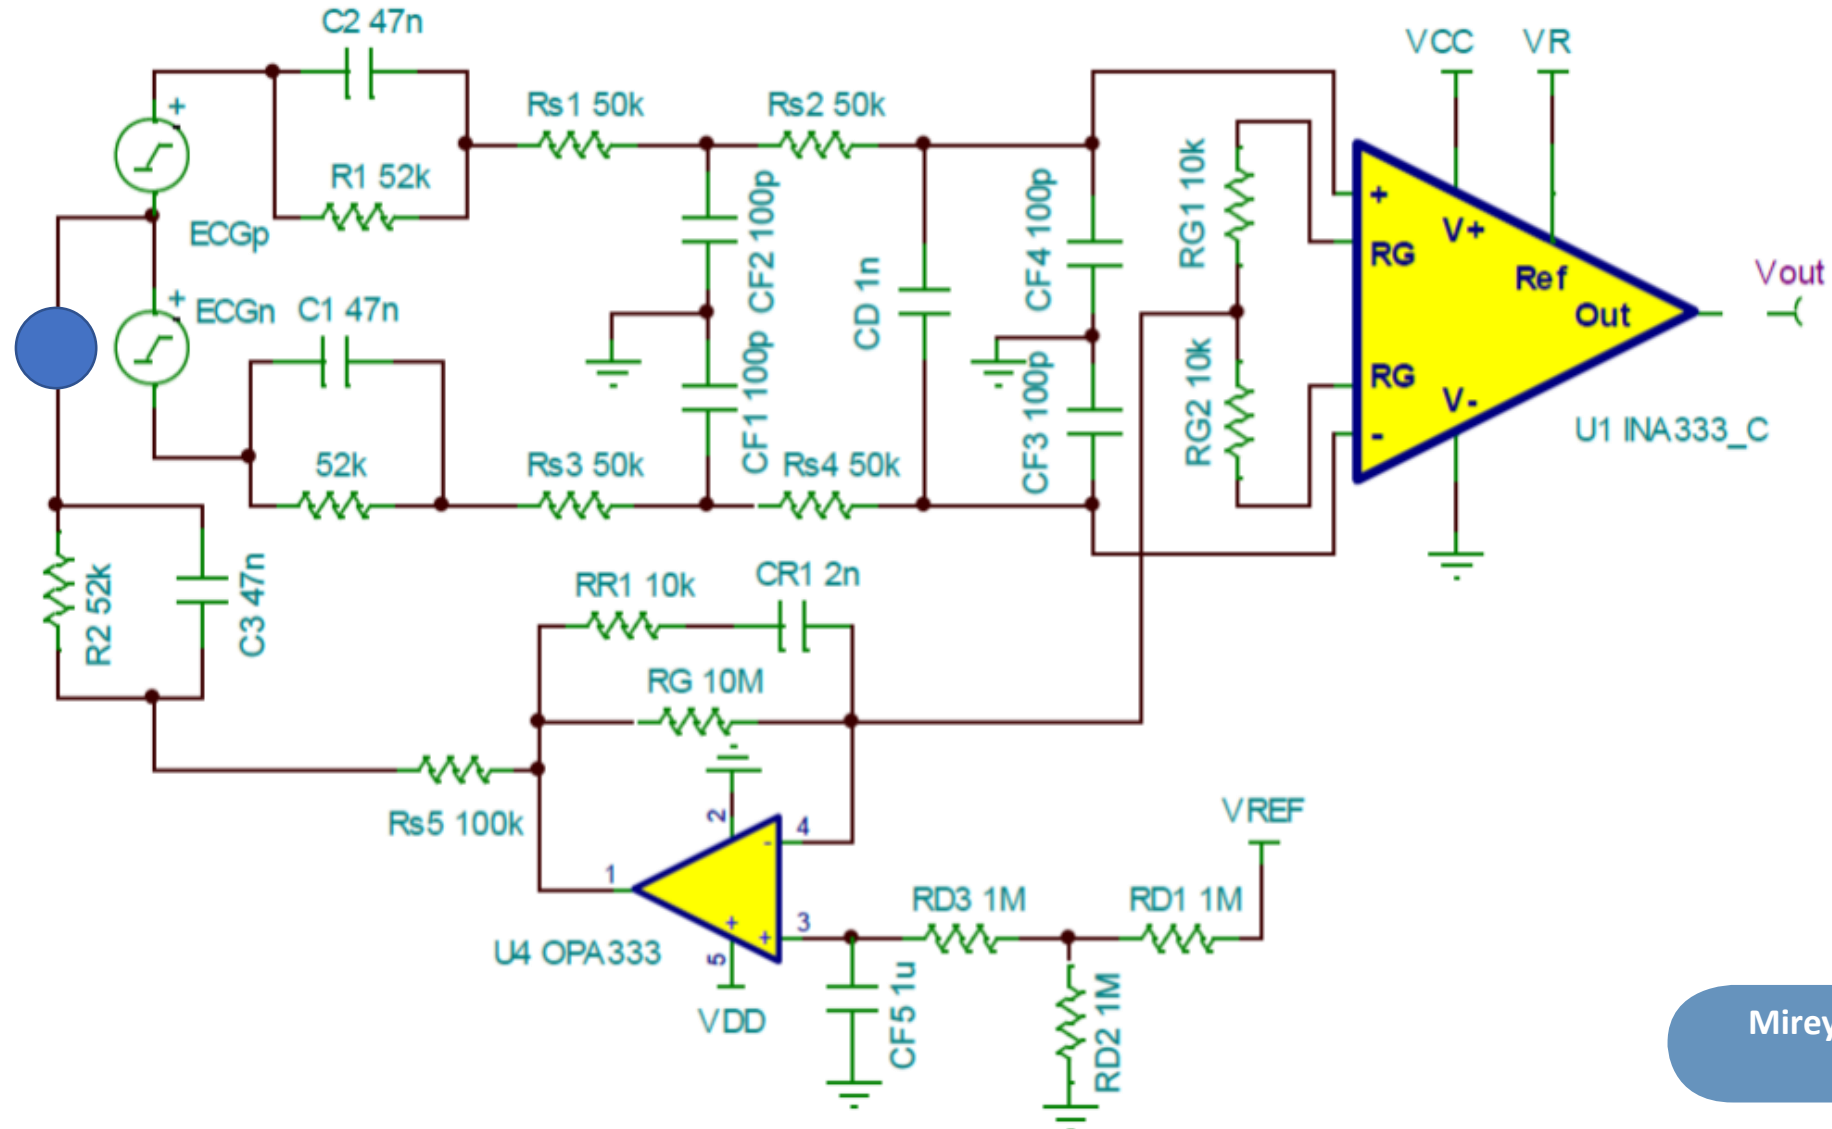 C2 47n
VCC
VR
Rs1 50k
Rs2 50k
+
R1 52k
RG1 10k
+
-
ECGp
CF2 100p
CF4 100p
V+
RG
Ref
Vout
+
-
ECGn
C1 47n
CD 1n
Out
CF1 100p
CF3 100p
RG2 10k
RG
V-
-
U1 INA333_C
52k
Rs3 50k
Rs4 50k
R2 52k
C3 47n
RR1 10k
CR1 2n
RG 10M
Rs5 100k
2
4
-
VREF
1
RD3 1M
RD1 1M
+
+
3
U4 OPA333
5
VDD
CF5 1u
RD2 1M